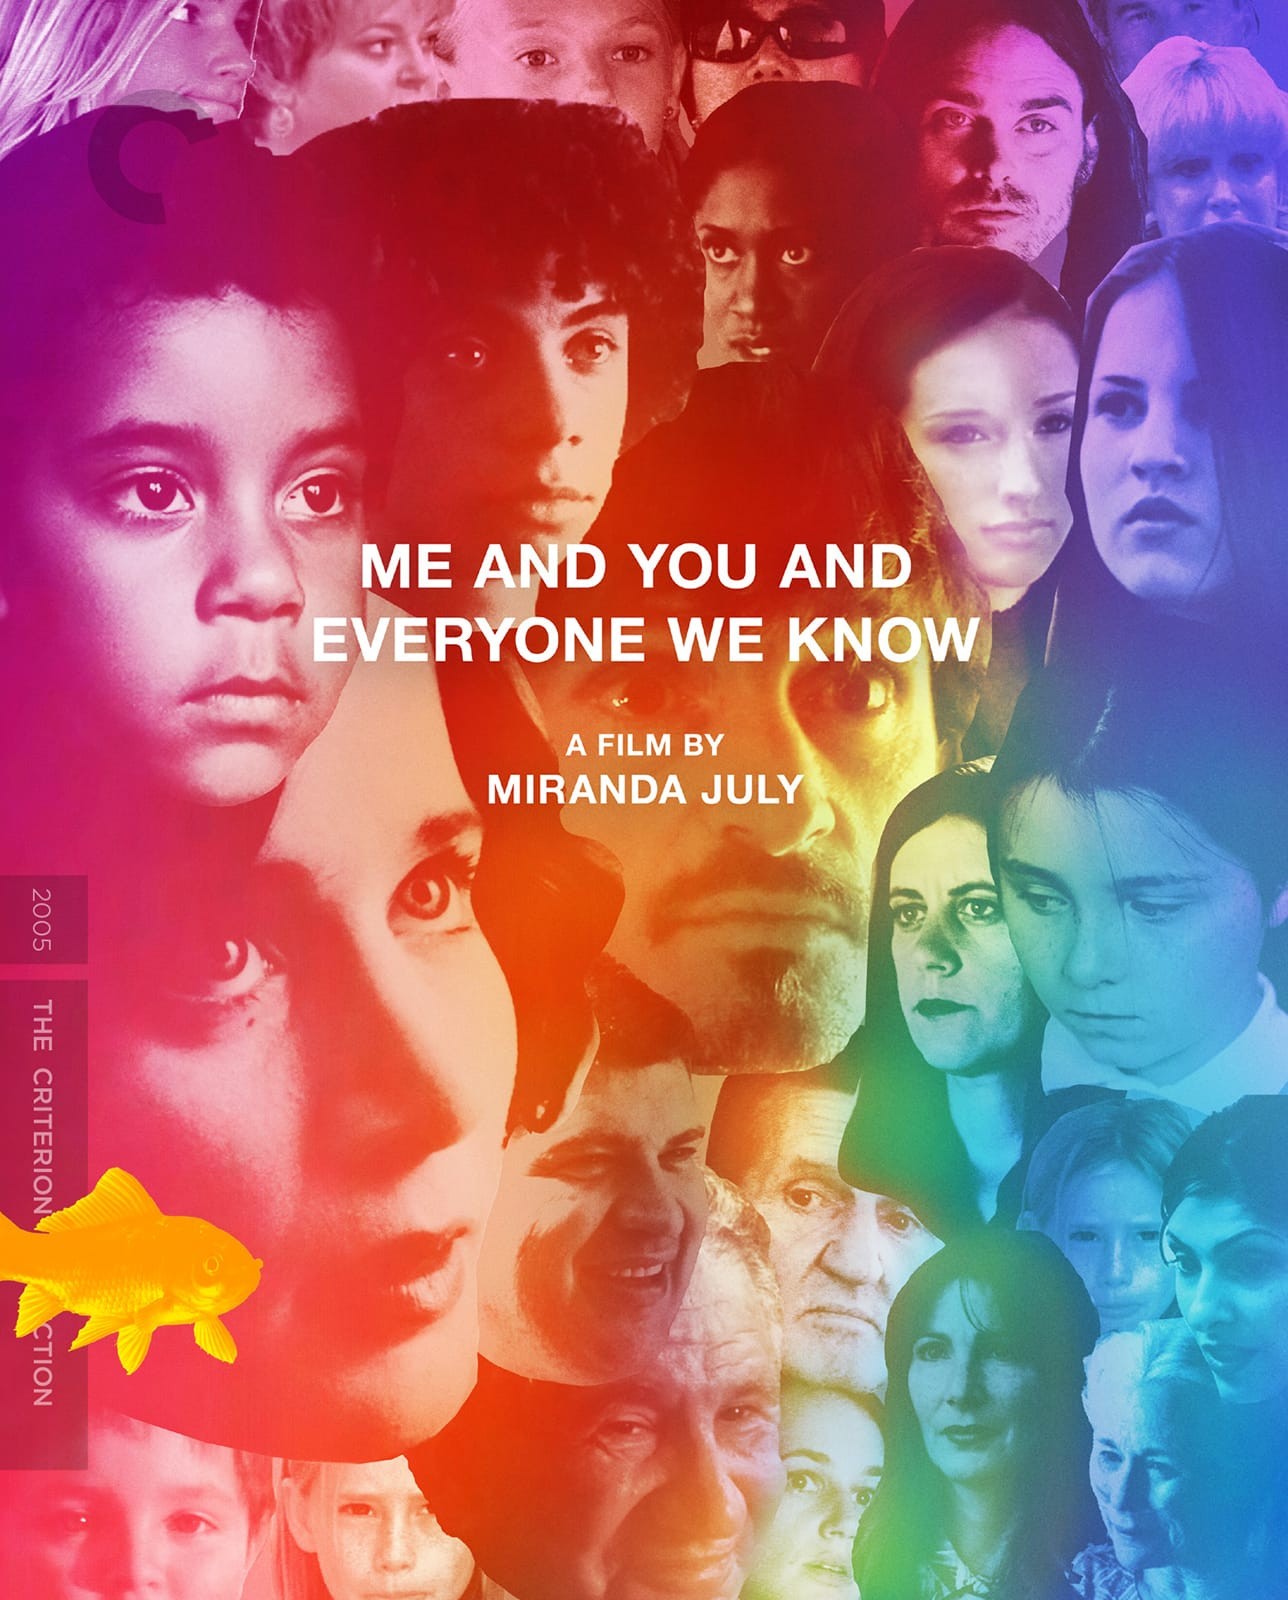 ME AND YOU AND
EVERYONE WE KNOW
A FILM BY
MIRANDA JULY
2005
THE CRITERION
CTION